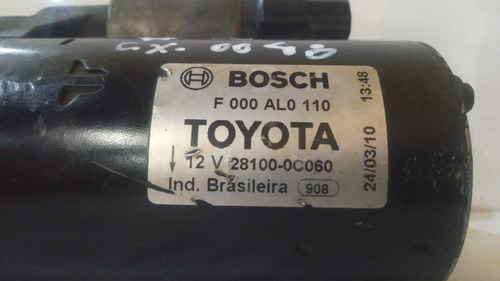 BOSCH
F 000 AL0 110
TOYOTA
12 V 28100-0C060
Ind. Brasileira 908
24/03/10 13:48